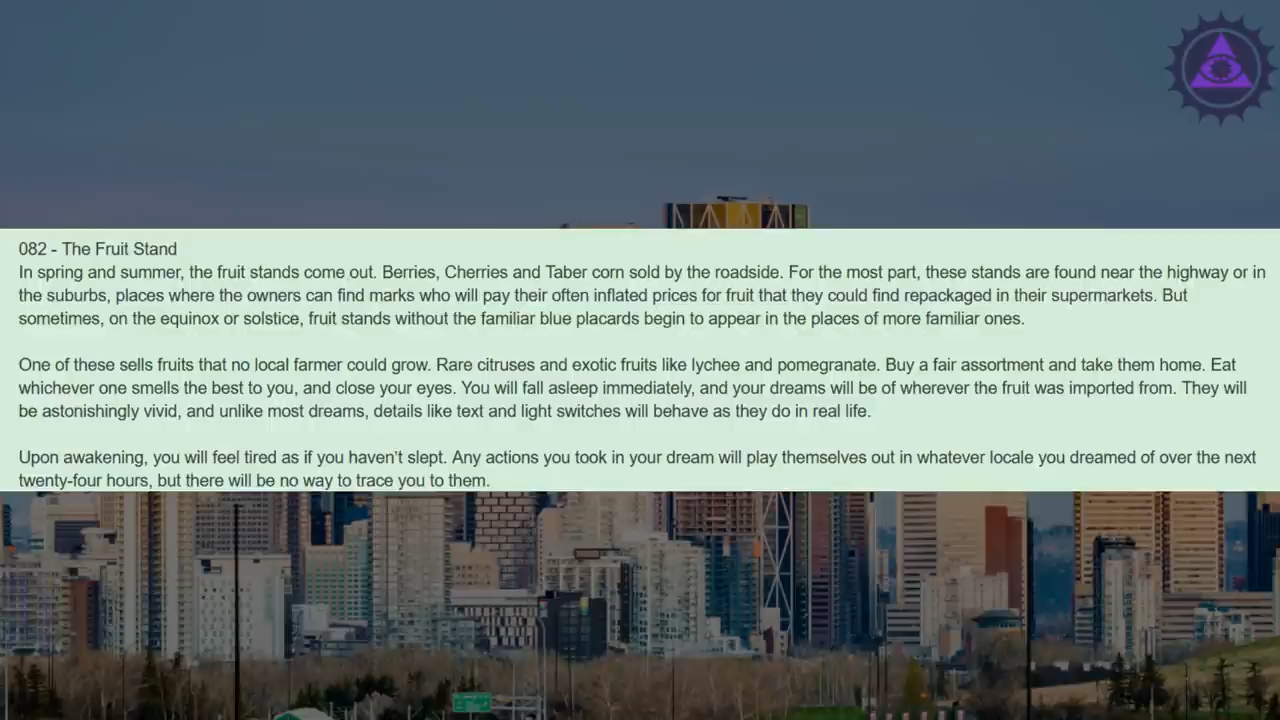 082 - The Fruit Stand
In spring and summer, the fruit stands come out. Berries, Cherries and Taber corn sold by the roadside. For the most part, these stands are found near the highway or in
the suburbs, places where the owners can find marks who will pay their often inflated prices for fruit that they could find repackaged in their supermarkets. But
sometimes, on the equinox or solstice, fruit stands without the familiar blue placards begin to appear in the places of more familiar ones.
One of these sells fruits that no local farmer could grow. Rare citruses and exotic fruits like lychee and pomegranate. Buy a fair assortment and take them home. Eat
whichever one smells the best to you, and close your eyes. You will fall asleep immediately, and your dreams will be of wherever the fruit was imported from. They will
be astonishingly vivid, and unlike most dreams, details like text and light switches will behave as they do in real life.
Upon awakening, you will feel tired as if you haven't slept. Any actions you took in your dream will play themselves out in whatever locale you dreamed of over the next
twenty-four hours, but there will be no way to trace you to them.